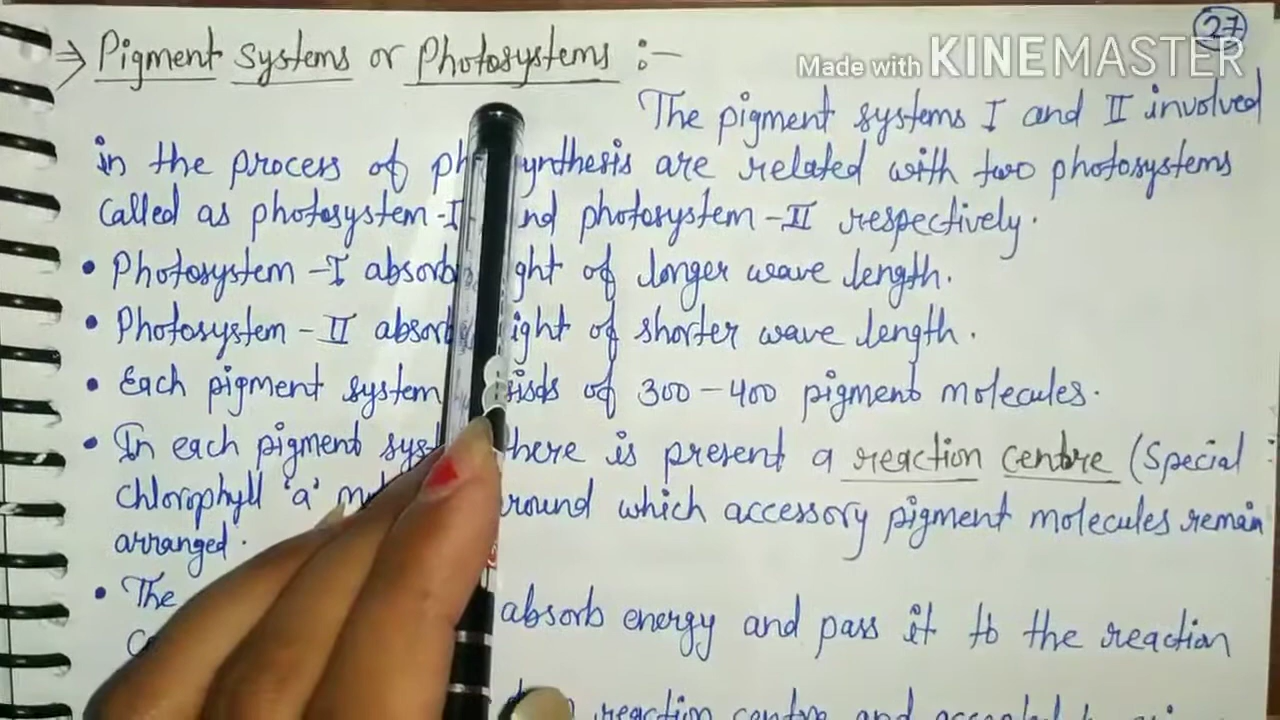 27
⇒ Pigment Systems or Photosystems :-
Made with KINEMASTER
The pigment systems I and II involved
in the process of ph synthesis are related with two photosystems
called as photosystem-I nd photosystem-II respectively.
• Photosystem-I absorb ght of longer wave length.
• Photosystem-II absorb ight of shorter wave length.
• Each pigment system sists of 300-400 pigment molecules.
• In each pigment syst there is present a reaction centre (Special
chlorophyll 'a' round which accessory pigment molecules remain
arranged.
• The absorb energy and pass it to the reaction
reaction centre and accepted